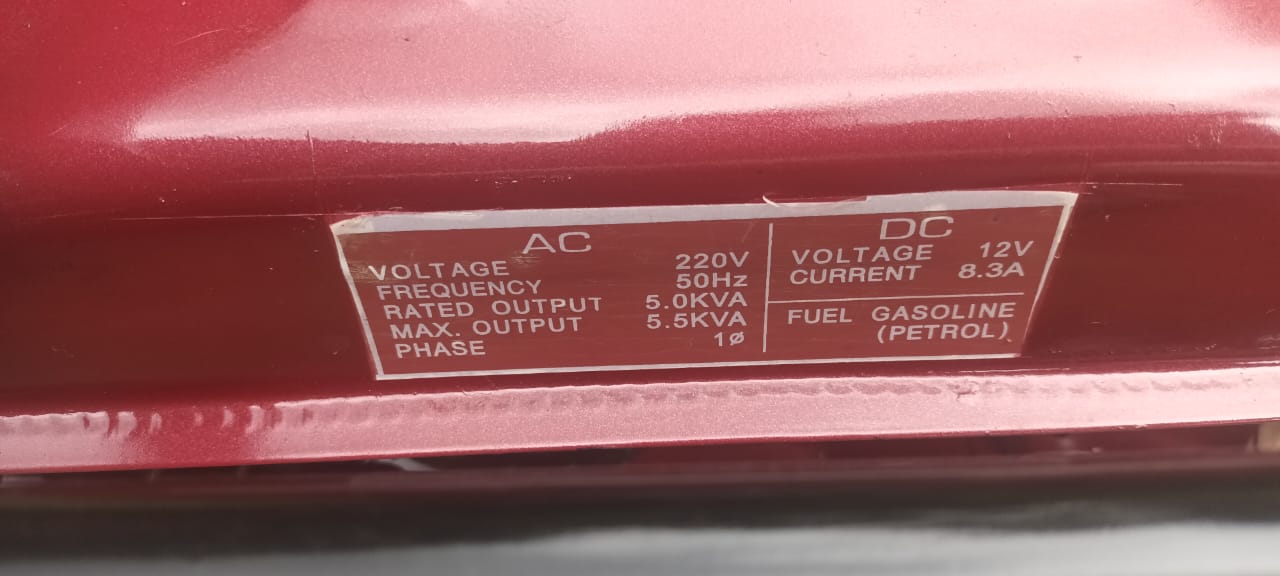 AC
VOLTAGE 220V
FREQUENCY 50Hz
RATED OUTPUT 5.0KVA
MAX. OUTPUT 5.5KVA
PHASE 1ø
DC
VOLTAGE 12V
CURRENT 8.3A
FUEL GASOLINE
(PETROL)